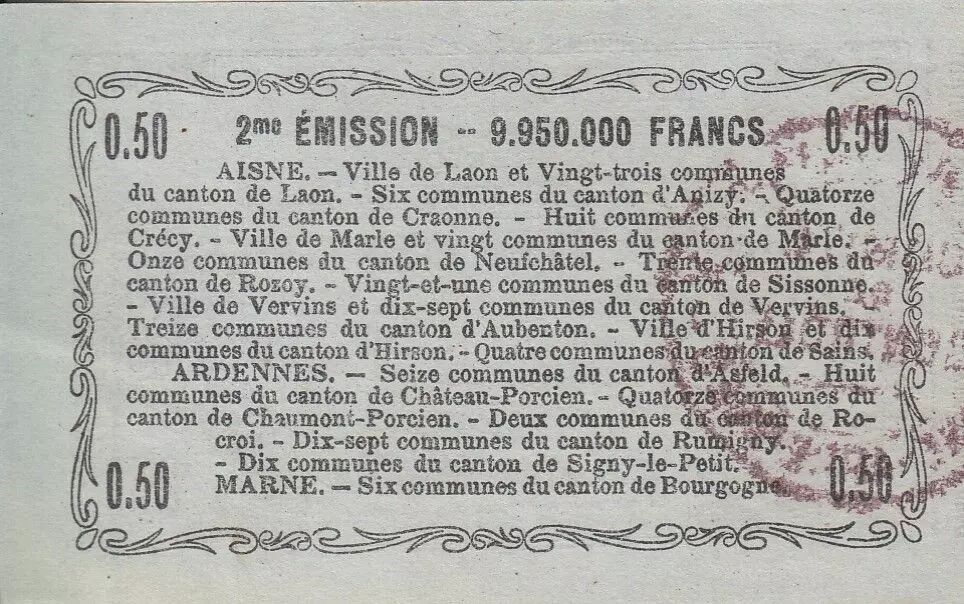 0.50 2me ÉMISSION -- 9.950.000 FRANCS 0.50
AISNE. — Ville de Laon et Vingt-trois communes
du canton de Laon. - Six communes du canton d'Anizy. - Quatorze
communes du canton de Craonne. - Huit communes du canton de
Crécy. - Ville de Marle et vingt communes du canton de Marle. -
Onze communes du canton de Neufchâtel. - Trente communes du
canton de Rozoy. - Vingt-et-une communes du canton de Sissonne.
- Ville de Vervins et dix-sept communes du canton de Vervins. -
Treize communes du canton d'Aubenton. - Ville d'Hirson et dix
communes du canton d'Hirson. - Quatre communes du canton de Sains.
ARDENNES. — Seize communes du canton d'Asfeld. - Huit
communes du canton de Château-Porcien. - Quatorze communes du
canton de Chaumont-Porcien. - Deux communes du canton de Ro-
croi. - Dix-sept communes du canton de Rumigny.
- Dix communes du canton de Signy-le-Petit.
MARNE. — Six communes du canton de Bourgogne.
0.50 0.50